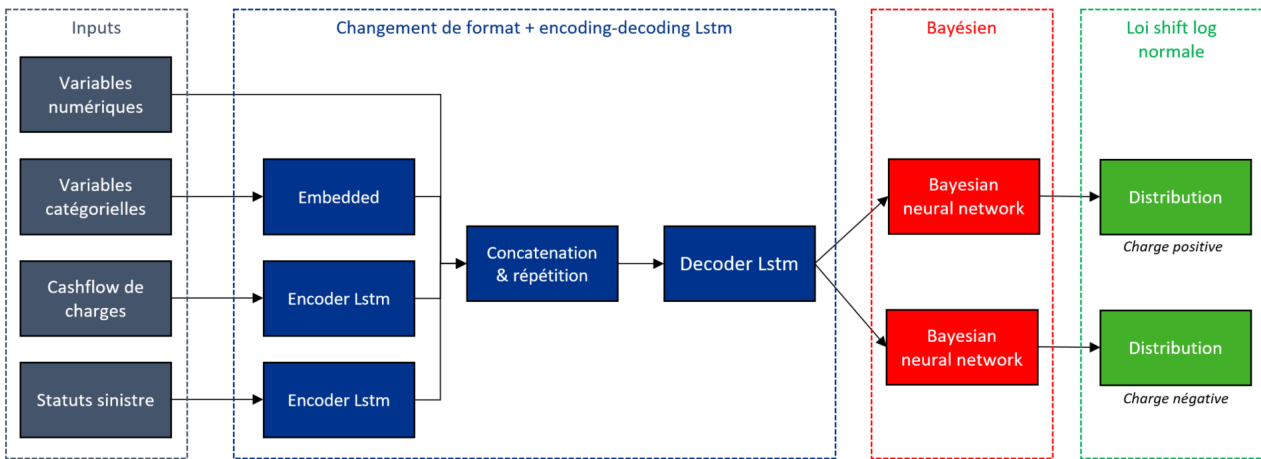 Inputs
Changement de format + encoding-decoding Lstm
Bayésien
Loi shift log
normale
Variables
numériques
Variables
catégorielles
Embedded
Bayesian
neural network
Distribution
Charge positive
Concatenation
& répétition
Decoder Lstm
Cashflow de
charges
Encoder Lstm
Bayesian
neural network
Distribution
Charge négative
Statuts sinistre
Encoder Lstm